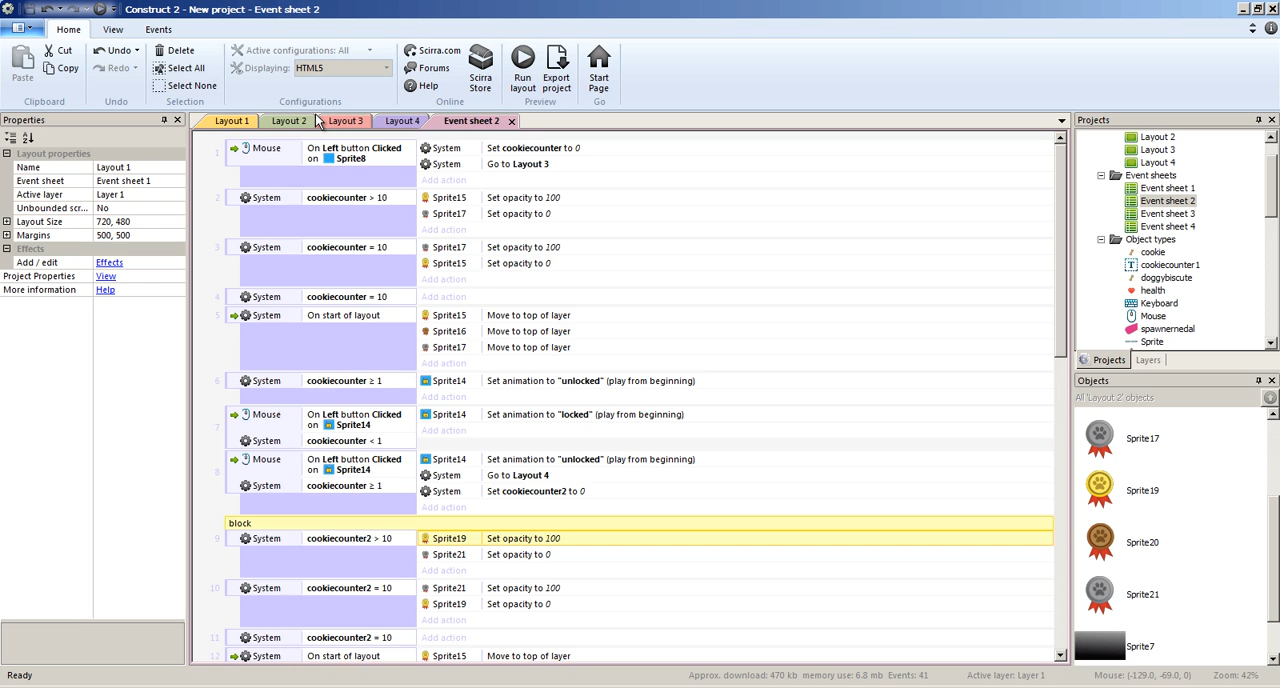 Construct 2 - New project - Event sheet 2
Home View Events
Paste Cut Copy Clipboard
Undo Redo Undo
Delete Select All Select None Selection
Active configurations: All Displaying: HTML5 Configurations
Scirra.com Forums Help Scirra Store Online
Run layout Export project Preview
Start Page Go
Properties
Layout properties
Name Layout 1
Event sheet Event sheet 1
Active layer Layer 1
Unbounded scr... No
Layout Size 720, 480
Margins 500, 500
Effects
Add / edit Effects
Project Properties View
More information Help
Layout 1 Layout 2 Layout 3 Layout 4 Event sheet 2
1 Mouse On Left button Clicked on Sprite8 System Set cookiecounter to 0
System Go to Layout 3
Add action
2 System cookiecounter > 10 Sprite15 Set opacity to 100
Sprite17 Set opacity to 0
Add action
3 System cookiecounter = 10 Sprite17 Set opacity to 100
Sprite15 Set opacity to 0
Add action
4 System cookiecounter = 10 Add action
5 System On start of layout Sprite15 Move to top of layer
Sprite16 Move to top of layer
Sprite17 Move to top of layer
Add action
6 System cookiecounter ≥ 1 Sprite14 Set animation to "unlocked" (play from beginning)
Add action
7 Mouse On Left button Clicked on Sprite14 Sprite14 Set animation to "locked" (play from beginning)
Add action
System cookiecounter < 1
8 Mouse On Left button Clicked on Sprite14 Sprite14 Set animation to "unlocked" (play from beginning)
System Go to Layout 4
System cookiecounter ≥ 1 System Set cookiecounter2 to 0
Add action
block
9 System cookiecounter2 > 10 Sprite19 Set opacity to 100
Sprite21 Set opacity to 0
Add action
10 System cookiecounter2 = 10 Sprite21 Set opacity to 100
Sprite19 Set opacity to 0
Add action
11 System cookiecounter2 = 10 Add action
12 System On start of layout Sprite15 Move to top of layer
Projects
Layout 2
Layout 3
Layout 4
Event sheets
Event sheet 1
Event sheet 2
Event sheet 3
Event sheet 4
Object types
cookie
cookiecounter1
doggybiscute
health
Keyboard
Mouse
spawnernedal
Sprite
Projects Layers
Objects
All 'Layout 2' objects
Sprite17
Sprite19
Sprite20
Sprite21
Sprite7
Ready Approx. download: 470 kb memory use: 6.8 mb Events: 41 Active layer: Layer 1 Mouse: (-129.0, -69.0, 0) Zoom: 42%